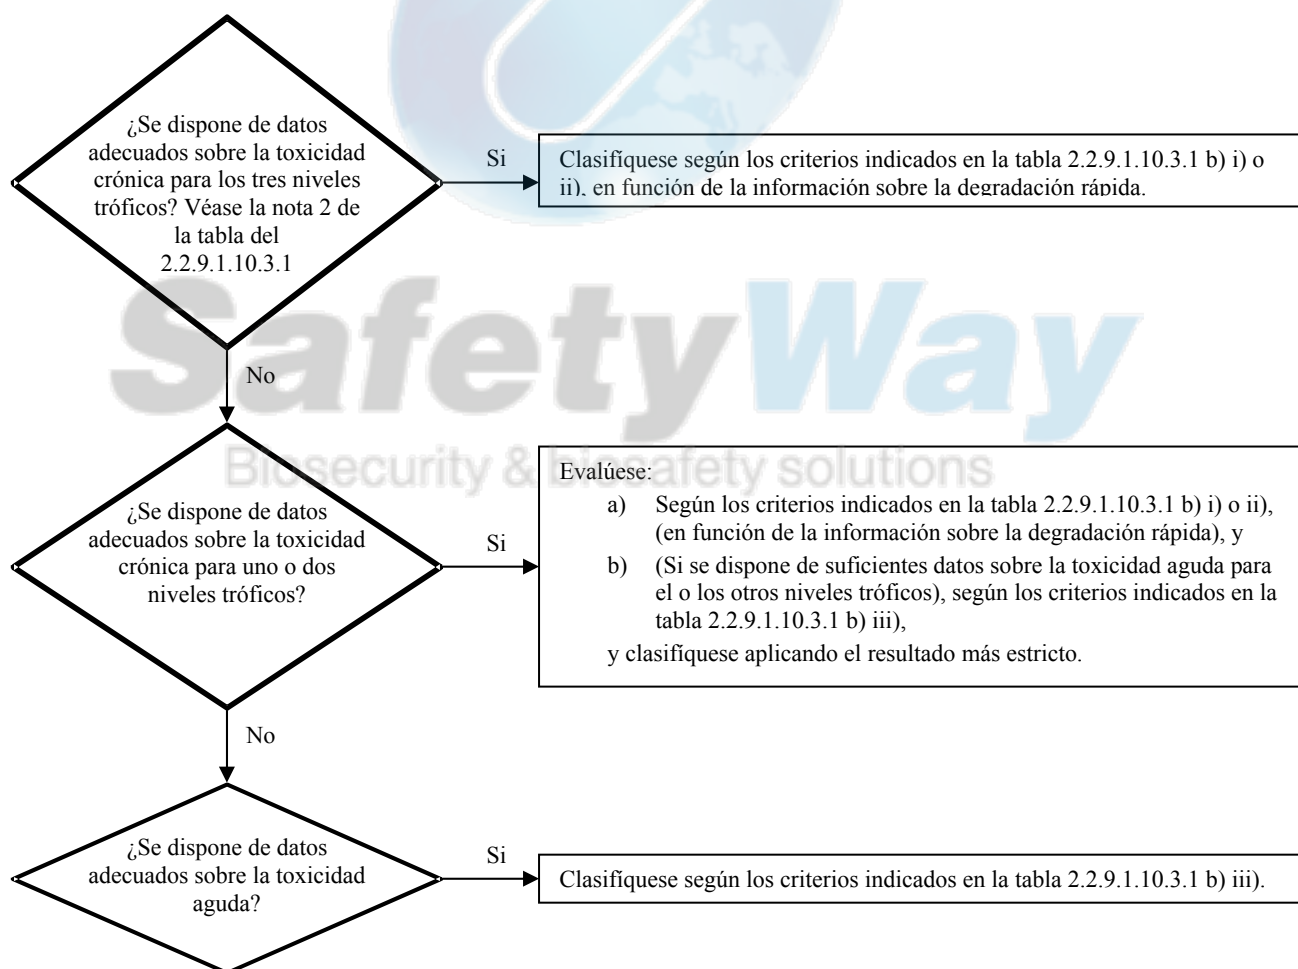 ¿Se dispone de datos
adecuados sobre la toxicidad
crónica para los tres niveles
tróficos? Véase la nota 2 de
la tabla del
2.2.9.1.10.3.1
Si
Clasifíquese según los criterios indicados en la tabla 2.2.9.1.10.3.1 b) i) o
ii), en función de la información sobre la degradación rápida.
SafetyWay
No
Biosecurity & biosafety solutions
¿Se dispone de datos
adecuados sobre la toxicidad
crónica para uno o dos
niveles tróficos?
Si
Evalúese:
a) Según los criterios indicados en la tabla 2.2.9.1.10.3.1 b) i) o ii),
(en función de la información sobre la degradación rápida), y
b) (Si se dispone de suficientes datos sobre la toxicidad aguda para
el o los otros niveles tróficos), según los criterios indicados en la
tabla 2.2.9.1.10.3.1 b) iii),
y clasifíquese aplicando el resultado más estricto.
No
¿Se dispone de datos
adecuados sobre la toxicidad
aguda?
Si
Clasifíquese según los criterios indicados en la tabla 2.2.9.1.10.3.1 b) iii).